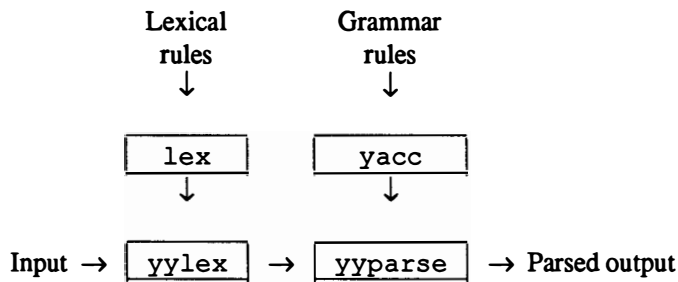 Lexical Grammar
rules rules
↓ ↓
lex yacc
↓ ↓
Input → yylex → yyparse → Parsed output